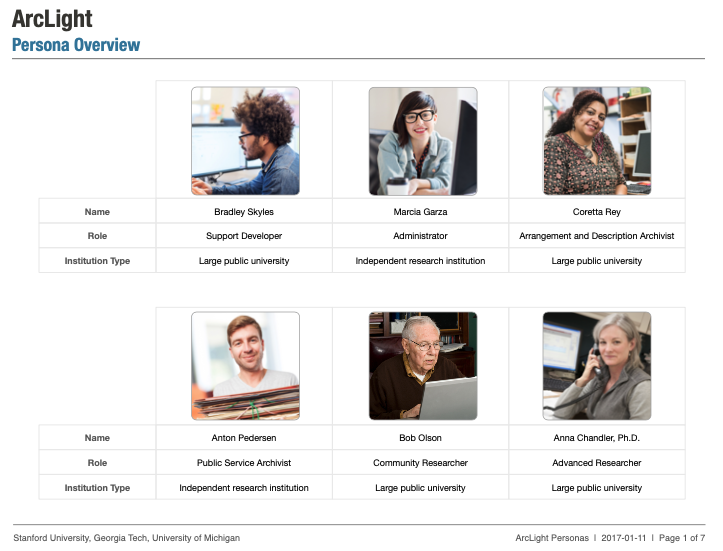 ArcLight
Persona Overview
Name Bradley Skyles Marcia Garza Coretta Rey
Role Support Developer Administrator Arrangement and Description Archivist
Institution Type Large public university Independent research institution Large public university
Name Anton Pedersen Bob Olson Anna Chandler, Ph.D.
Role Public Service Archivist Community Researcher Advanced Researcher
Institution Type Independent research institution Large public university Large public university
Stanford University, Georgia Tech, University of Michigan ArcLight Personas | 2017-01-11 | Page 1 of 7